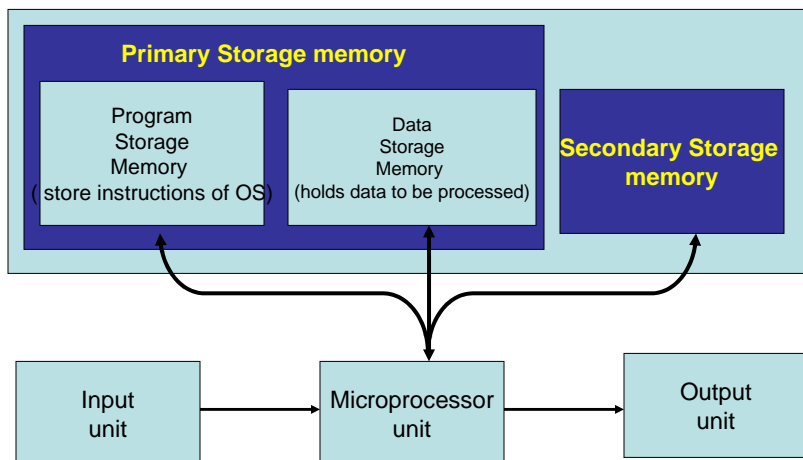 Primary Storage memory
Program
Storage
Memory
( store instructions of OS)
Data
Storage
Memory
(holds data to be processed)
Secondary Storage
memory
Input
unit
Microprocessor
unit
Output
unit